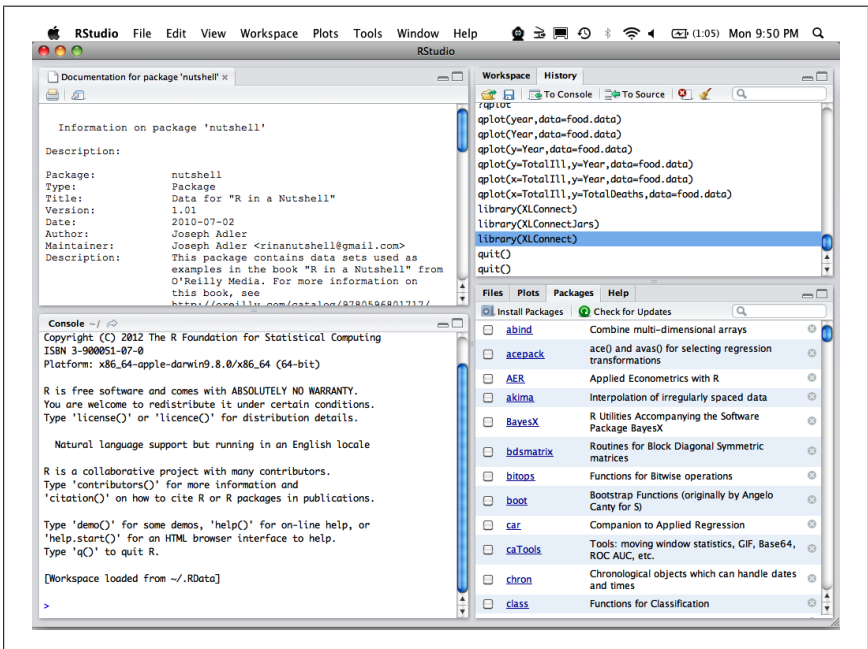 RStudio File Edit View Workspace Plots Tools Window Help (1:05) Mon 9:50 PM
RStudio
Documentation for package 'nutshell' ×
Information on package 'nutshell'
Description:
Package: nutshell
Type: Package
Title: Data for "R in a Nutshell"
Version: 1.01
Date: 2010-07-02
Author: Joseph Adler
Maintainer: Joseph Adler <rinanutshell@gmail.com>
Description: This package contains data sets used as
examples in the book "R in a Nutshell" from
O'Reilly Media. For more information on
this book, see
http://oreilly.com/catalog/9780596801717/
Workspace History
To Console To Source
?qplot
qplot(year,data=food.data)
qplot(Year,data=food.data)
qplot(y=Year,data=food.data)
qplot(y=TotalIll,y=Year,data=food.data)
qplot(x=TotalIll,y=Year,data=food.data)
qplot(x=TotalIll,y=TotalDeaths,data=food.data)
library(XLConnect)
library(XLConnectJars)
library(XLConnect)
quit()
quit()
Console ~/
Copyright (C) 2012 The R Foundation for Statistical Computing
ISBN 3-900051-07-0
Platform: x86_64-apple-darwin9.8.0/x86_64 (64-bit)
R is free software and comes with ABSOLUTELY NO WARRANTY.
You are welcome to redistribute it under certain conditions.
Type 'license()' or 'licence()' for distribution details.
Natural language support but running in an English locale
R is a collaborative project with many contributors.
Type 'contributors()' for more information and
'citation()' on how to cite R or R packages in publications.
Type 'demo()' for some demos, 'help()' for on-line help, or
'help.start()' for an HTML browser interface to help.
Type 'q()' to quit R.
[Workspace loaded from ~/.RData]
>
Files Plots Packages Help
Install Packages Check for Updates
abind Combine multi-dimensional arrays
acepack ace() and avas() for selecting regression
transformations
AER Applied Econometrics with R
akima Interpolation of irregularly spaced data
BayesX R Utilities Accompanying the Software
Package BayesX
bdsmatrix Routines for Block Diagonal Symmetric
matrices
bitops Functions for Bitwise operations
boot Bootstrap Functions (originally by Angelo
Canty for S)
car Companion to Applied Regression
caTools Tools: moving window statistics, GIF, Base64,
ROC AUC, etc.
chron Chronological objects which can handle dates
and times
class Functions for Classification